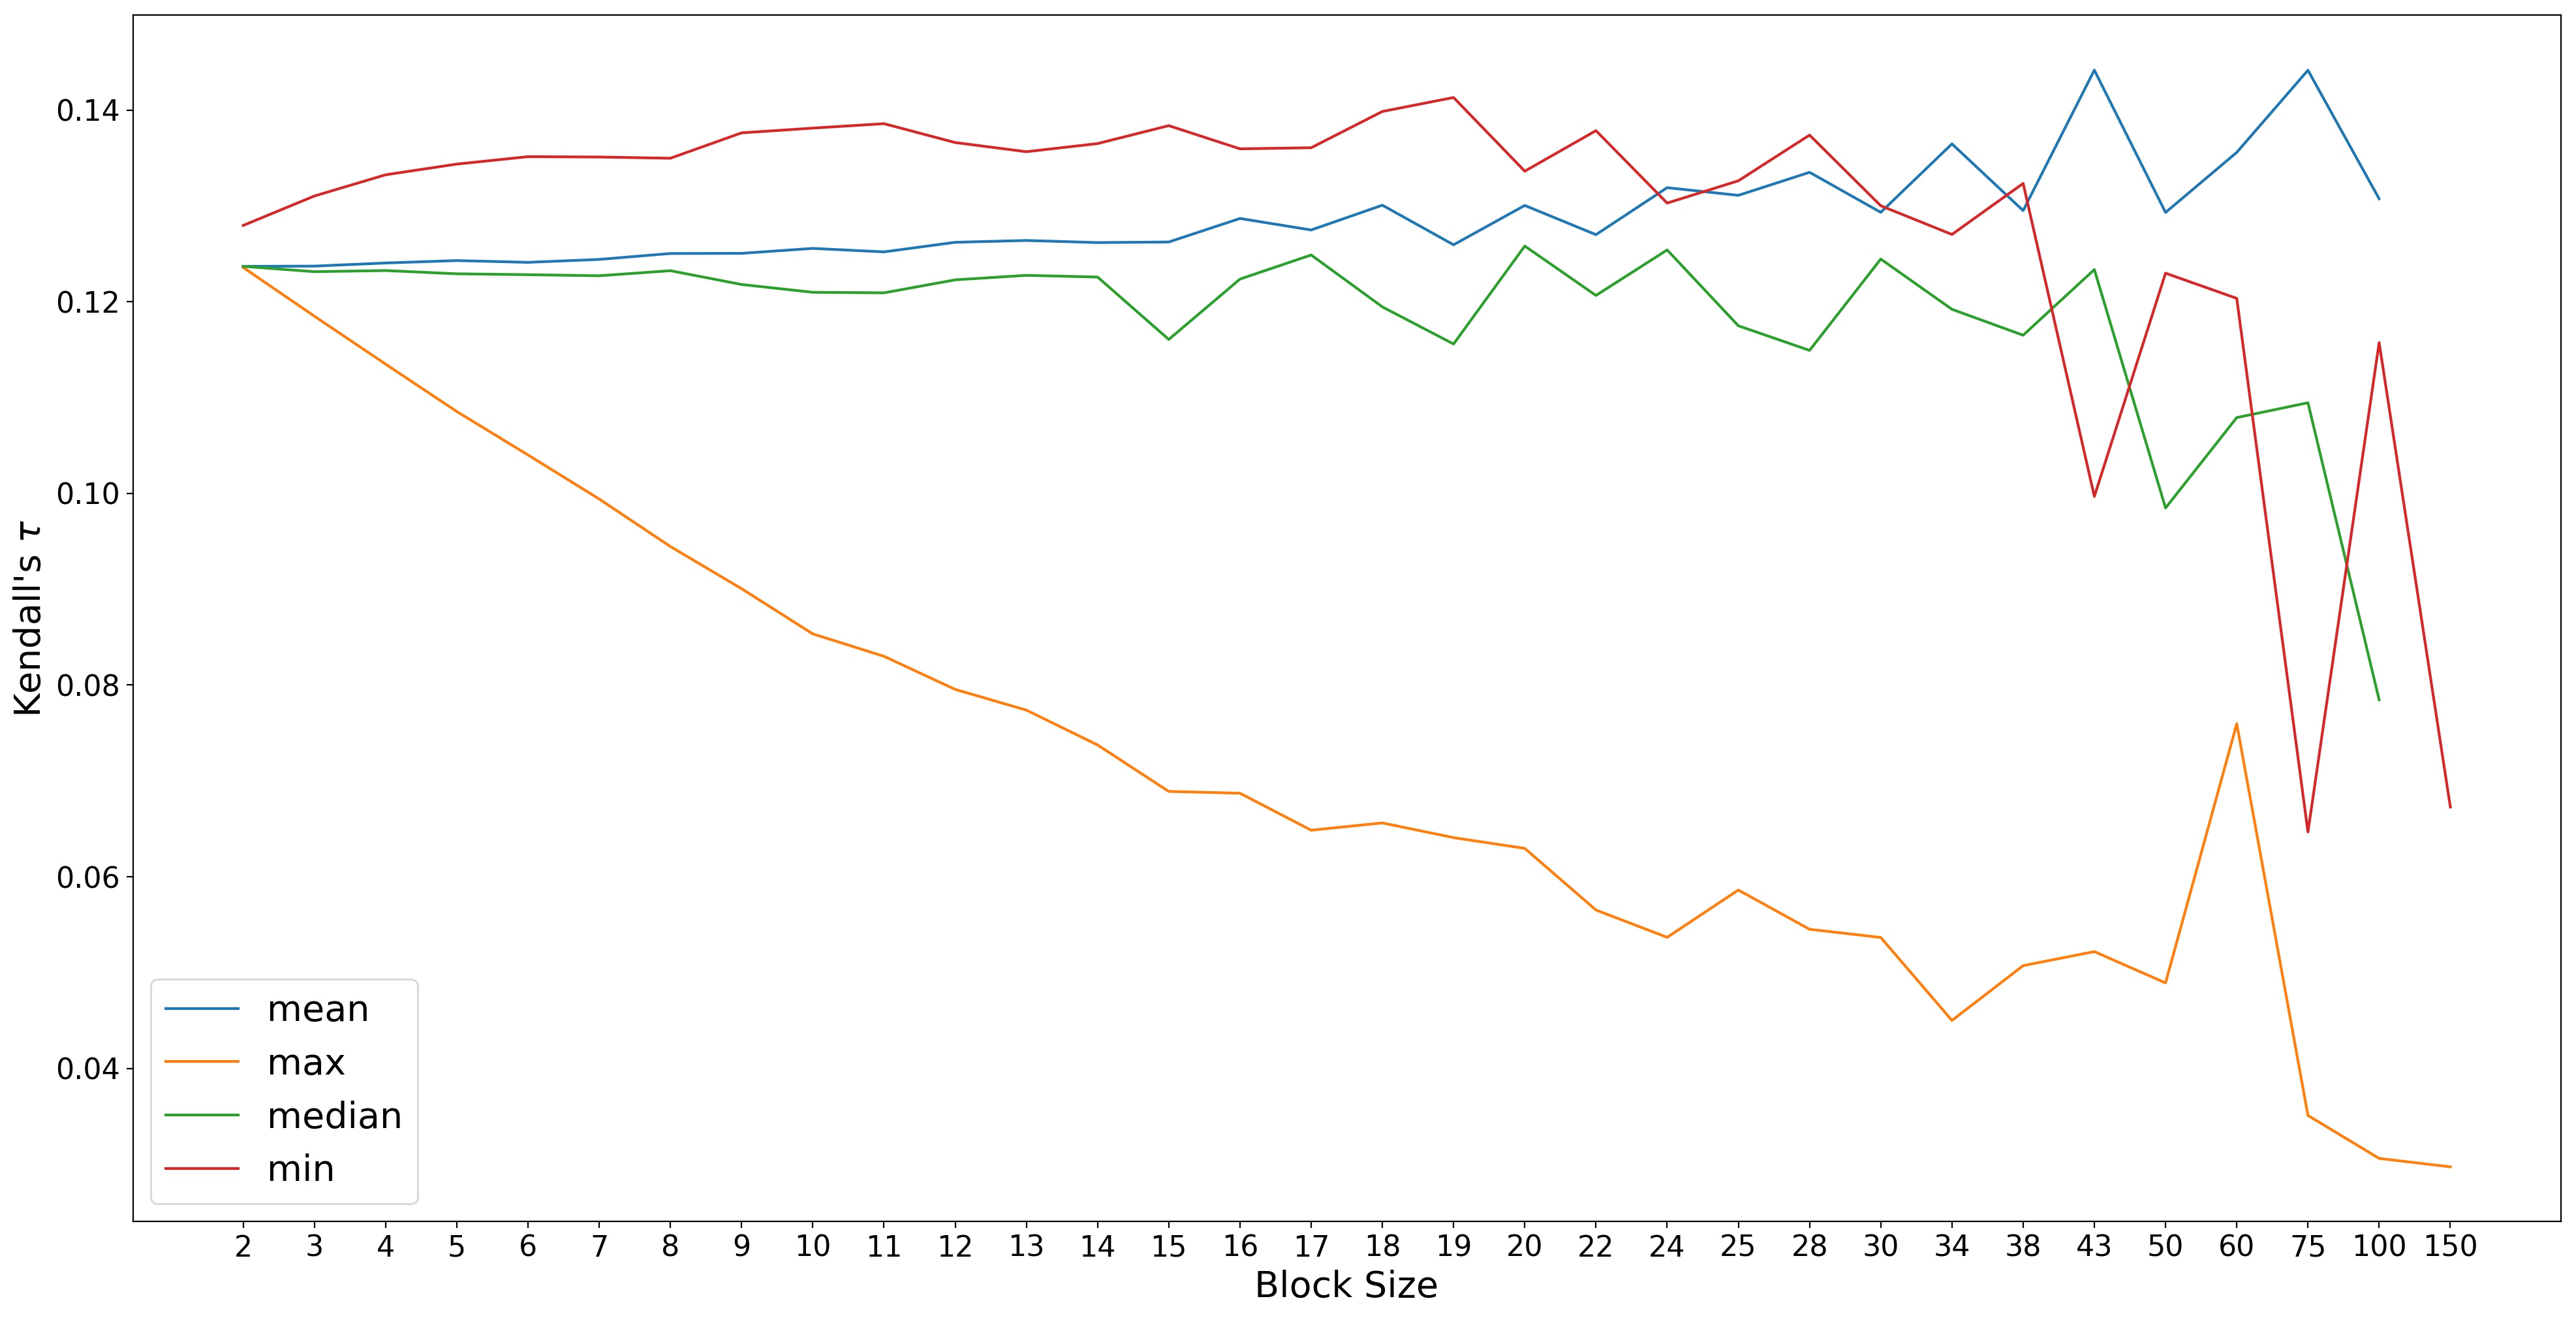 0.14
0.12
0.10
0.08
0.06
0.04
Kendall's τ
mean
max
median
min
2 3 4 5 6 7 8 9 10 11 12 13 14 15 16 17 18 19 20 22 24 25 28 30 34 38 43 50 60 75 100 150
Block Size